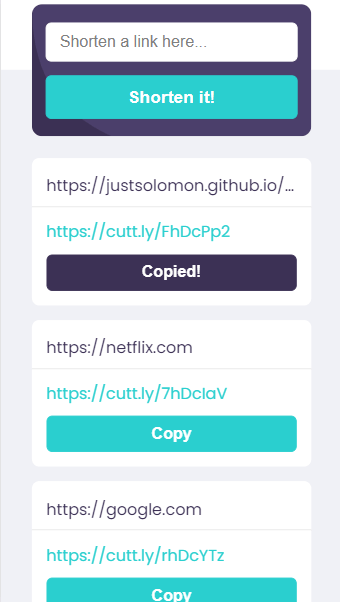 Shorten a link here...
Shorten it!
https://justsolomon.github.io/...
https://cutt.ly/FhDcPp2
Copied!
https://netflix.com
https://cutt.ly/7hDcIaV
Copy
https://google.com
https://cutt.ly/rhDcYTz
Copy